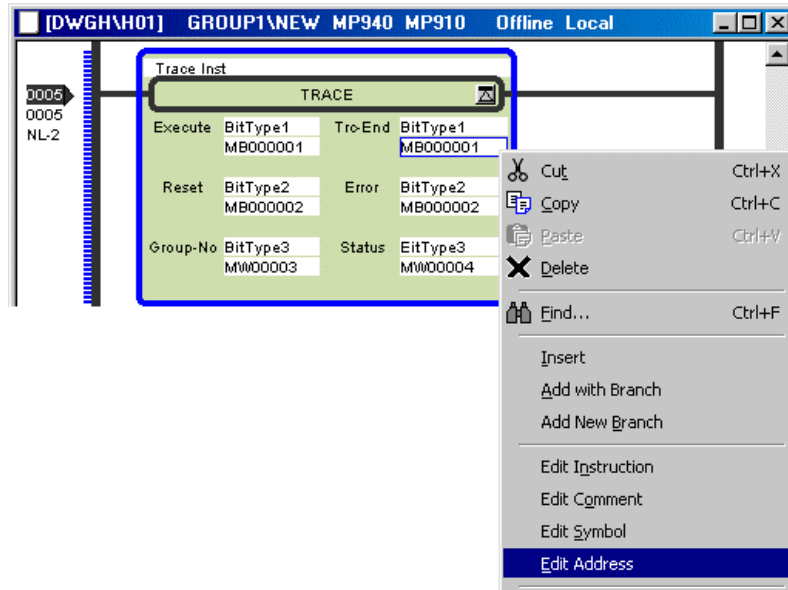 [DWGH\H01] GROUP1\NEW MP940 MP910 Offline Local
Trace Inst
TRACE
0005
0005
NL-2
Execute BitType1 Trc-End BitType1
MB000001 MB000001
Reset BitType2 Error BitType2
MB000002 MB000002
Group-No BitType3 Status EitType3
MW00003 MW00004
Cut Ctrl+X
Copy Ctrl+C
Paste Ctrl+V
Delete
Find... Ctrl+F
Insert
Add with Branch
Add New Branch
Edit Instruction
Edit Comment
Edit Symbol
Edit Address